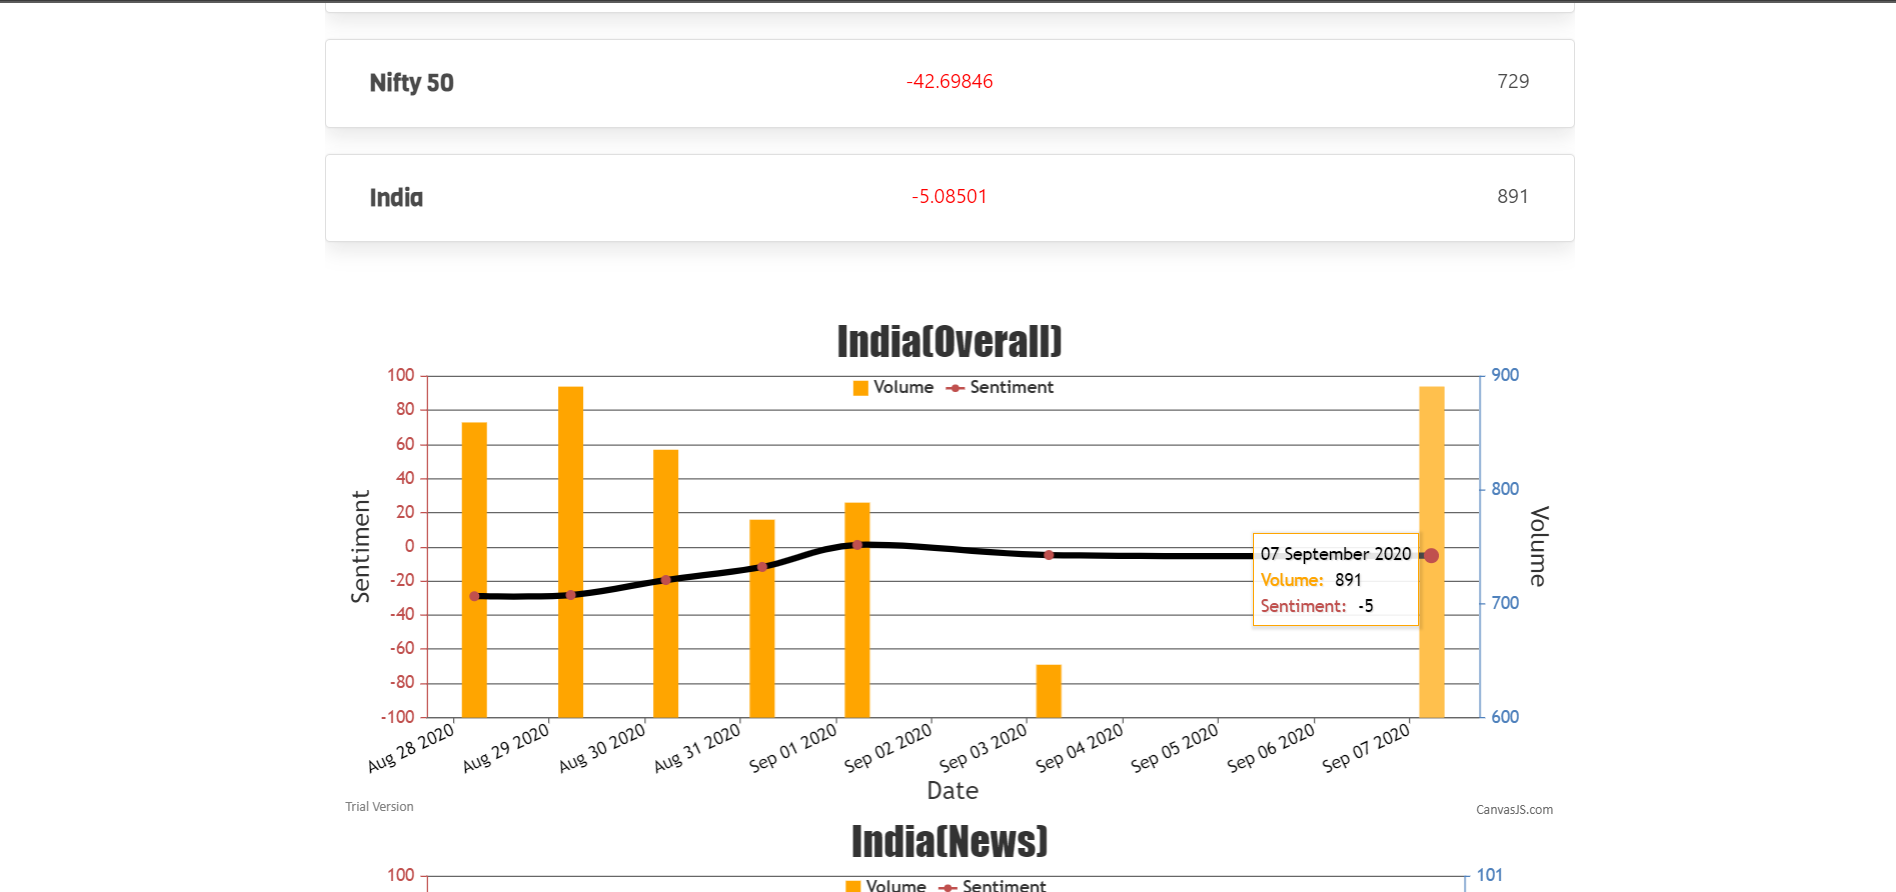 Nifty 50 -42.69846 729
India -5.08501 891
India(Overall)
Volume Sentiment
100
80
60
40
20
0
-20
-40
-60
-80
-100
Sentiment
900
800
700
600
Volume
07 September 2020
Volume: 891
Sentiment: -5
Aug 28 2020 Aug 29 2020 Aug 30 2020 Aug 31 2020 Sep 01 2020 Sep 02 2020 Sep 03 2020 Sep 04 2020 Sep 05 2020 Sep 06 2020 Sep 07 2020
Date
Trial Version CanvasJS.com
India(News)
100 101
Volume Sentiment